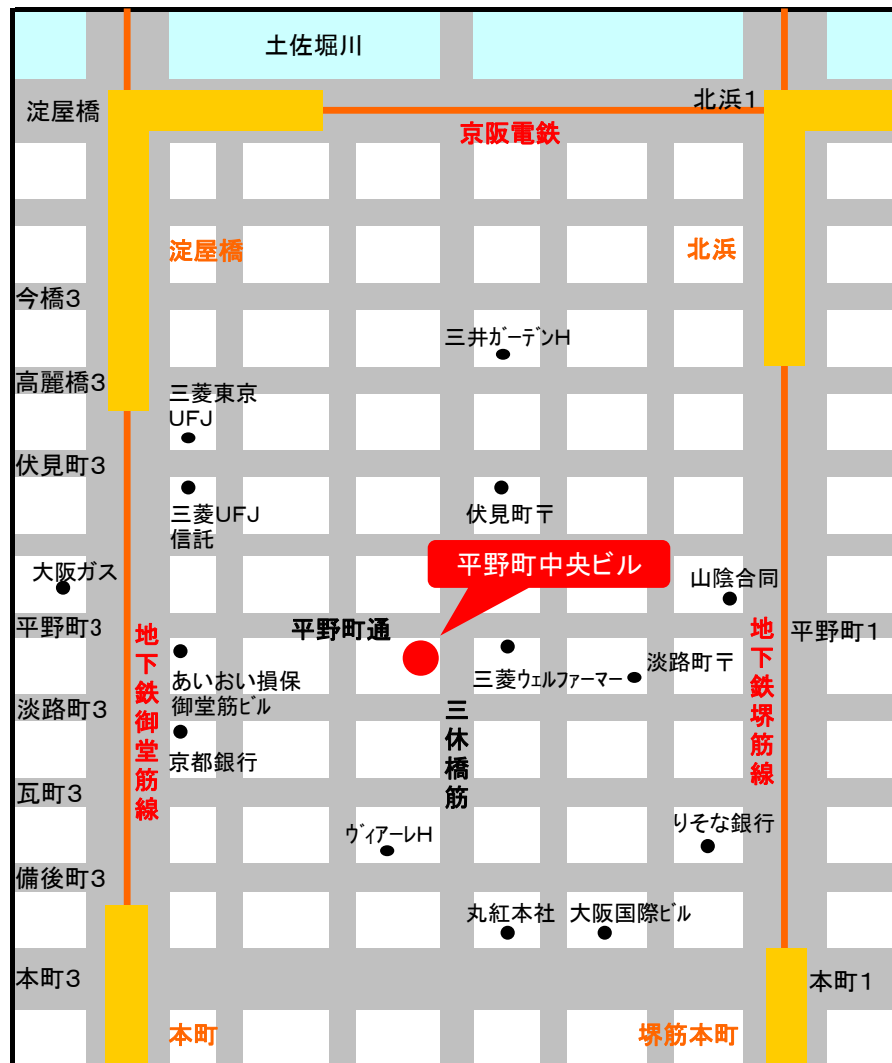 土佐堀川
淀屋橋
北浜1
京阪電鉄
淀屋橋
北浜
今橋3
三井ｶﾞｰﾃﾞﾝH
高麗橋3
三菱東京
UFJ
伏見町3
三菱UFJ
信託
伏見町〒
平野町中央ビル
大阪ガス
山陰合同
平野町3
平野町通
平野町1
地下鉄御堂筋線
地下鉄堺筋線
あいおい損保
御堂筋ﾋﾞﾙ
三菱ｳｪﾙﾌｧｰﾏｰ
淡路町〒
淡路町3
三休橋筋
京都銀行
瓦町3
ｳﾞｨｱｰﾚH
りそな銀行
備後町3
丸紅本社
大阪国際ﾋﾞﾙ
本町3
本町1
本町
堺筋本町